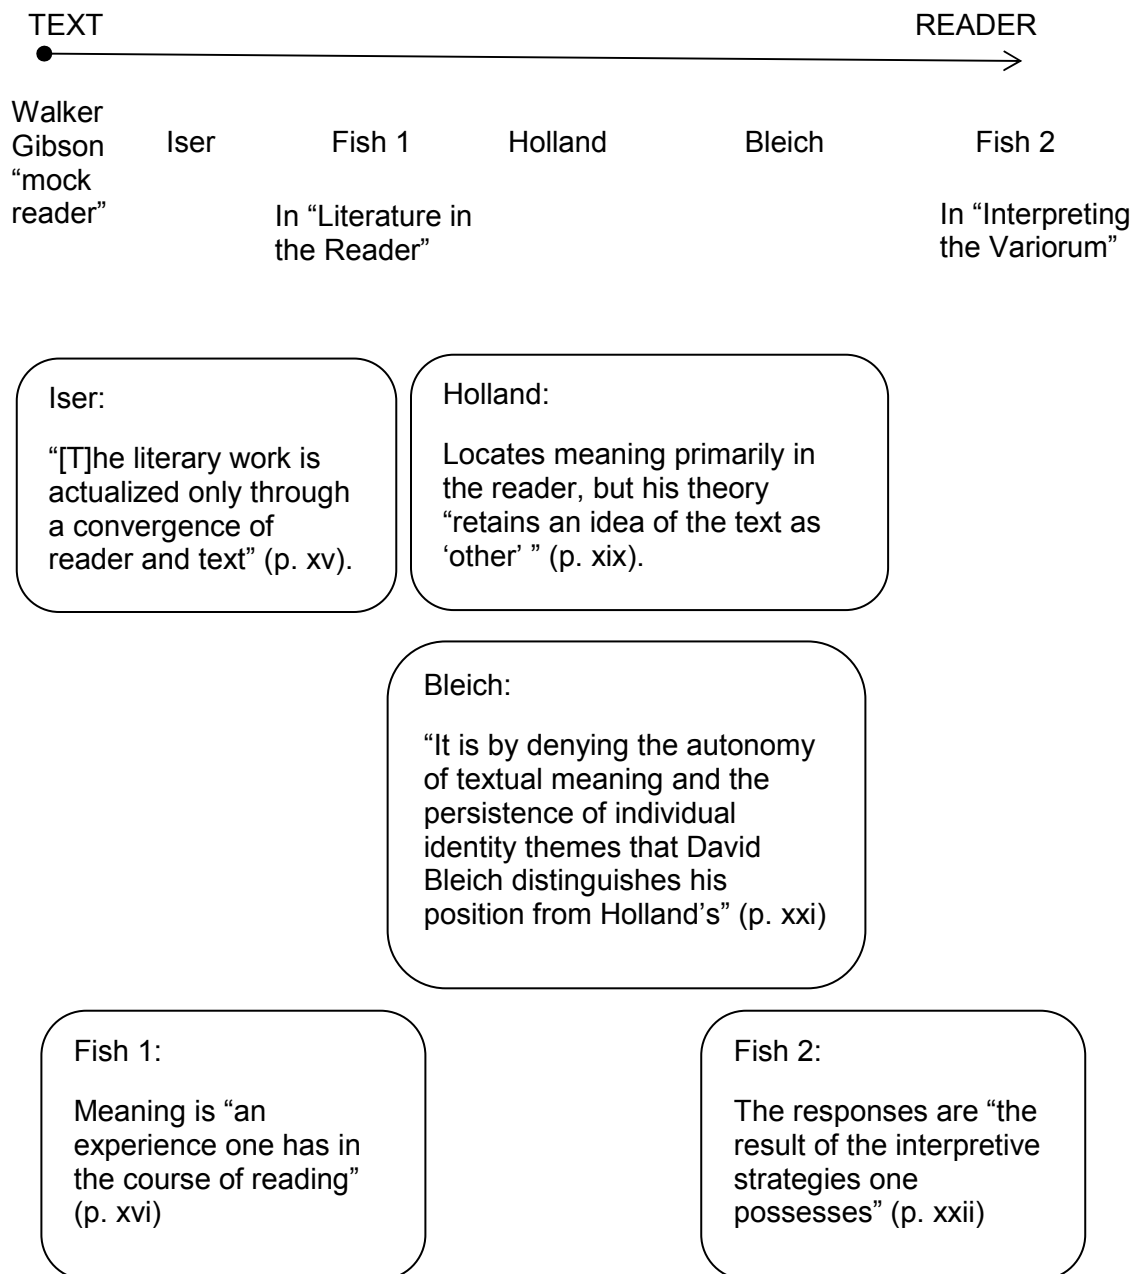 TEXT
READER
Walker
Gibson
“mock
reader”
Iser
Fish 1
Holland
Bleich
Fish 2
In “Literature in
the Reader”
In “Interpreting
the Variorum”
Iser:
“[T]he literary work is
actualized only through
a convergence of
reader and text” (p. xv).
Holland:
Locates meaning primarily in
the reader, but his theory
“retains an idea of the text as
‘other’ ” (p. xix).
Bleich:
“It is by denying the autonomy
of textual meaning and the
persistence of individual
identity themes that David
Bleich distinguishes his
position from Holland’s” (p. xxi)
Fish 1:
Meaning is “an
experience one has in
the course of reading”
(p. xvi)
Fish 2:
The responses are “the
result of the interpretive
strategies one
possesses” (p. xxii)